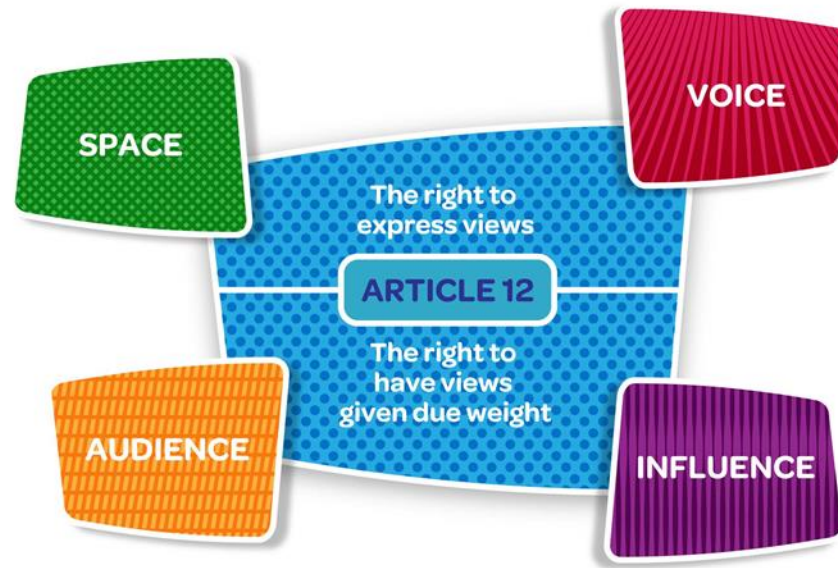 SPACE
VOICE
The right to
express views
ARTICLE 12
The right to
have views
given due weight
AUDIENCE
INFLUENCE